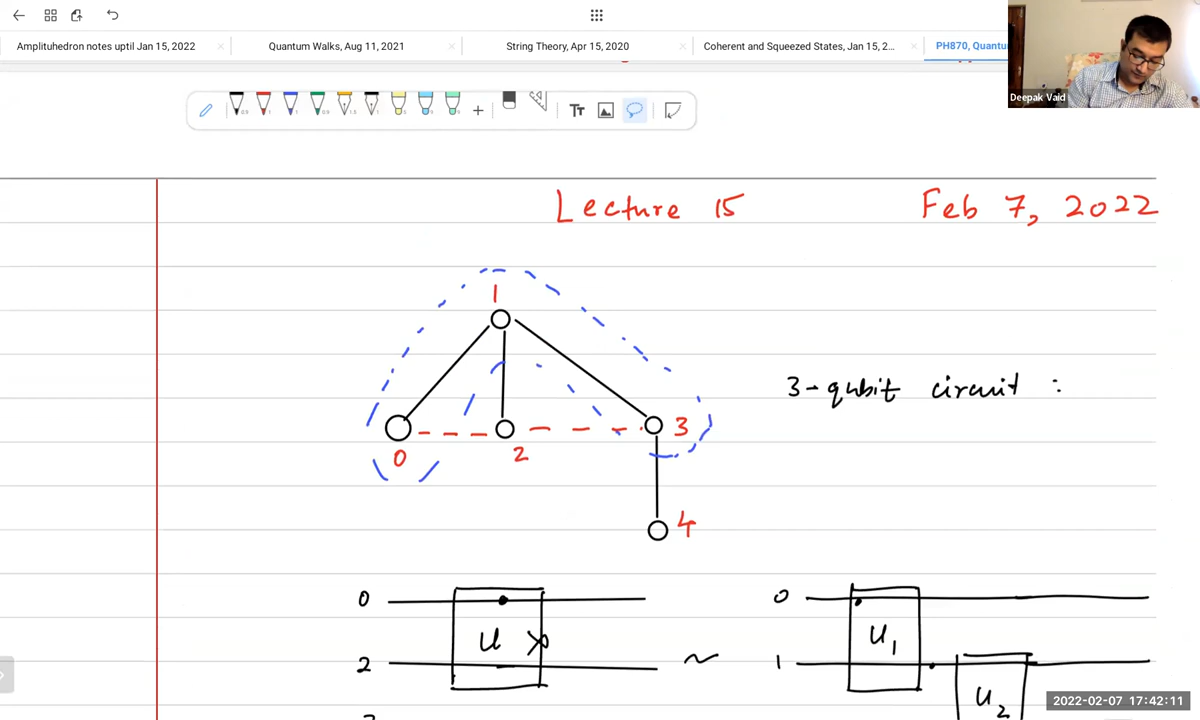 Amplituhedron notes uptil Jan 15, 2022
Quantum Walks, Aug 11, 2021
String Theory, Apr 15, 2020
Coherent and Squeezed States, Jan 15, 2...
PH870, Quantu
Deepak Vaid
Tt
Lecture 15 Feb 7, 2022
1
3-qubit circuit :
3
0
2
4
0
0
U
U1
2
~
1
U2
2022-02-07 17:42:11